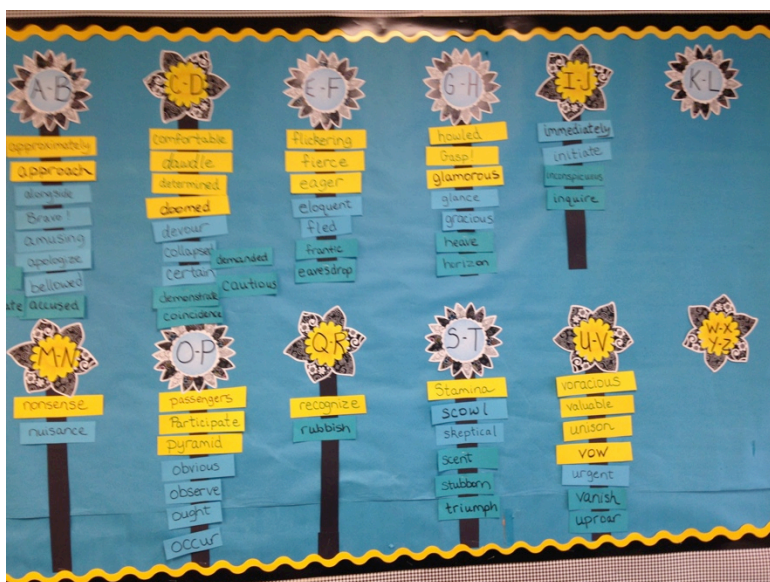 A-B
approximately
approach
alongside
Bravo!
amusing
apologize
bellowed
accused
C-D
comfortable
dawdle
determined
doomed
devour
collapsed
demanded
certain
cautious
demonstrate
coincidence
E-F
flickering
fierce
eager
eloquent
fled
frantic
eavesdrop
G-H
howled
Gasp!
glamorous
glance
gracious
heave
horizon
I-J
immediately
initiate
inconspicuous
inquire
K-L
M-N
nonsense
nuisance
O-P
passengers
Participate
pyramid
obvious
observe
ought
occur
Q-R
recognize
rubbish
S-T
Stamina
scowl
skeptical
scent
stubborn
triumph
U-V
voracious
valuable
unison
vow
urgent
vanish
uproar
W-X
Y-Z